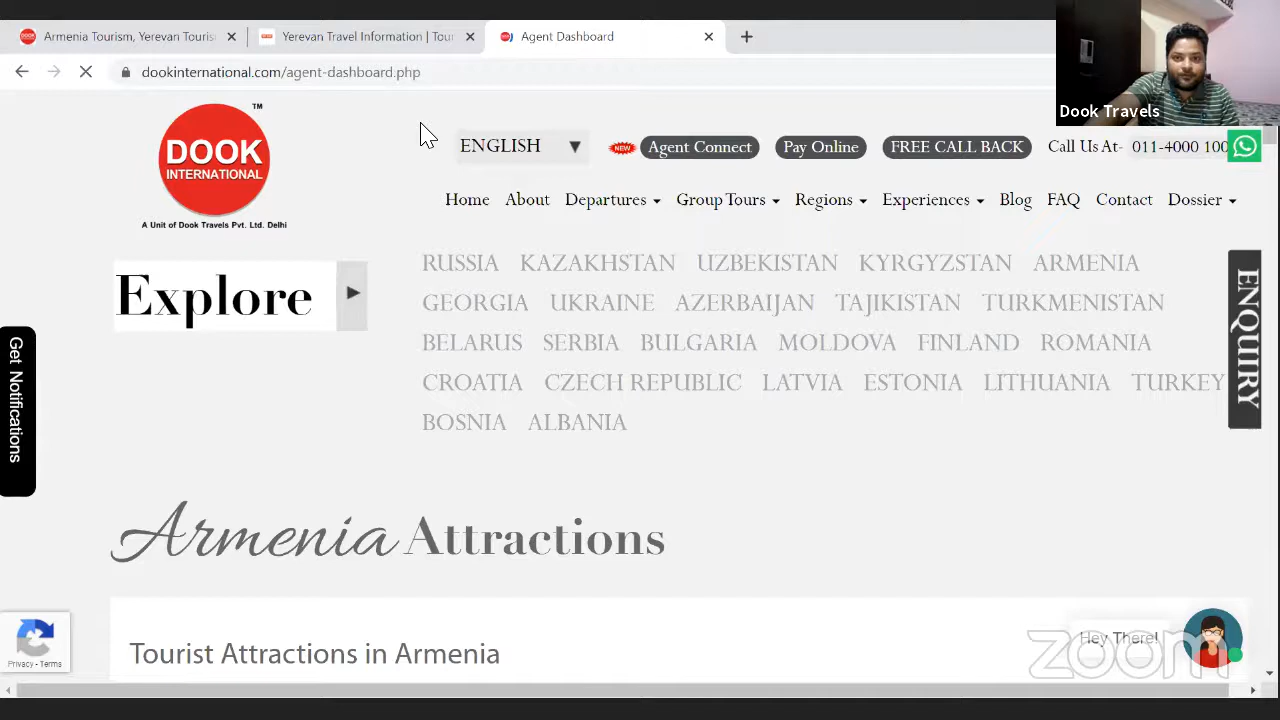 Armenia Tourism, Yerevan Touris
Yerevan Travel Information | Tour
Agent Dashboard
dookinternational.com/agent-dashboard.php
Dook Travels
TM
DOOK
INTERNATIONAL
A Unit of Dook Travels Pvt. Ltd. Delhi
ENGLISH
NEW
Agent Connect
Pay Online
FREE CALL BACK
Call Us At- 011-4000 100
Home About Departures Group Tours Regions Experiences Blog FAQ Contact Dossier
Explore
RUSSIA KAZAKHSTAN UZBEKISTAN KYRGYZSTAN ARMENIA
GEORGIA UKRAINE AZERBAIJAN TAJIKISTAN TURKMENISTAN
BELARUS SERBIA BULGARIA MOLDOVA FINLAND ROMANIA
CROATIA CZECH REPUBLIC LATVIA ESTONIA LITHUANIA TURKEY
BOSNIA ALBANIA
ENQUIRY
Get Notifications
Armenia Attractions
Tourist Attractions in Armenia
Privacy - Terms
Hey There!
zoom